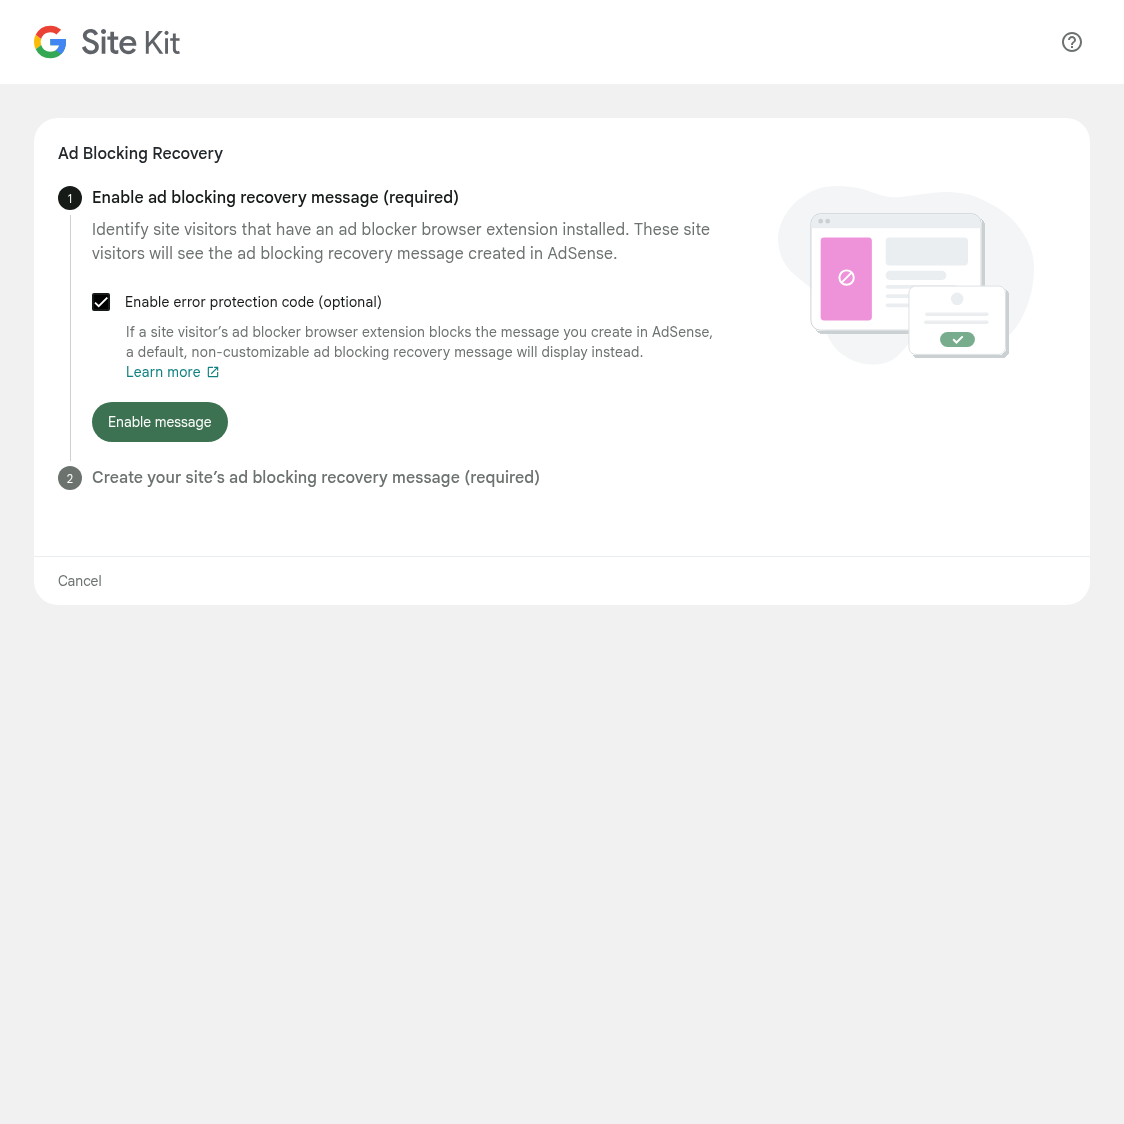 Site Kit
Ad Blocking Recovery
1
Enable ad blocking recovery message (required)
Identify site visitors that have an ad blocker browser extension installed. These site
visitors will see the ad blocking recovery message created in AdSense.
Enable error protection code (optional)
If a site visitor’s ad blocker browser extension blocks the message you create in AdSense,
a default, non-customizable ad blocking recovery message will display instead.
Learn more
Enable message
2
Create your site’s ad blocking recovery message (required)
Cancel